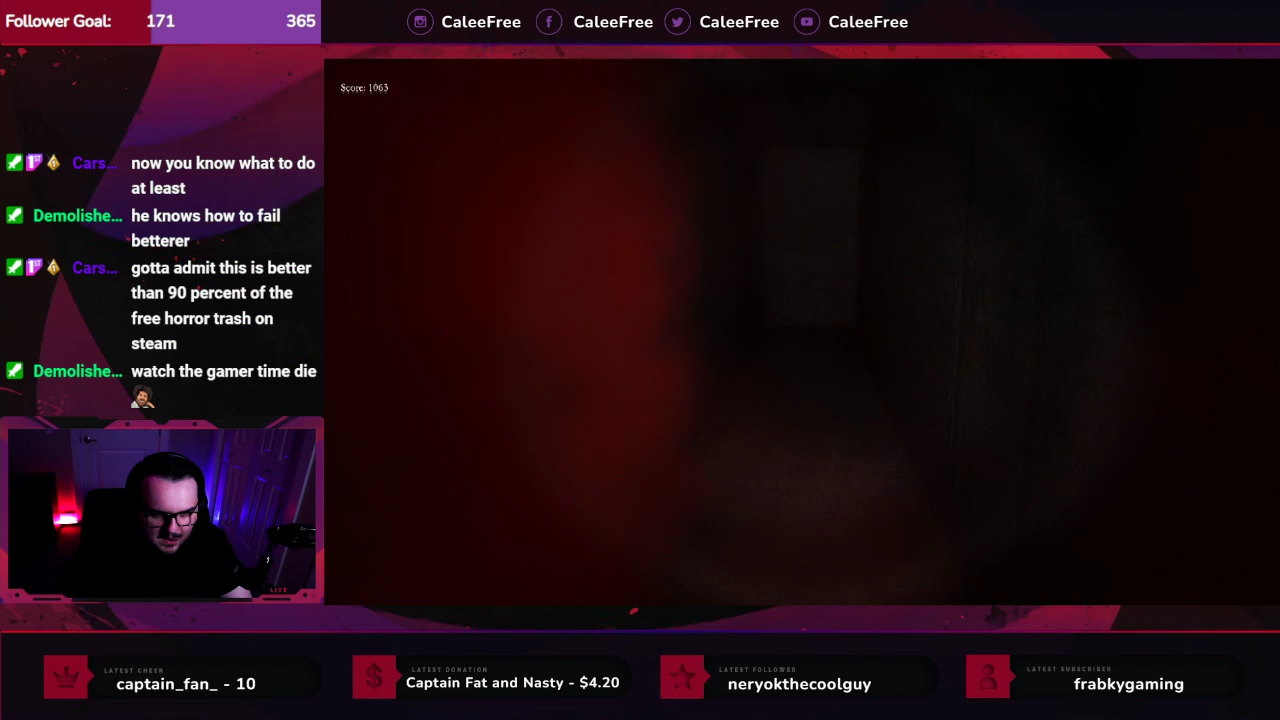 Follower Goal: 171 365
CaleeFree CaleeFree CaleeFree CaleeFree
Score: 1063
Cars... now you know what to do
at least
Demolishe... he knows how to fail
betterer
Cars... gotta admit this is better
than 90 percent of the
free horror trash on
steam
Demolishe... watch the gamer time die
LIVE
LATEST CHEER
captain_fan_ - 10
LATEST DONATION
Captain Fat and Nasty - $4.20
LATEST FOLLOWER
neryokthecoolguy
LATEST SUBSCRIBER
frabkygaming